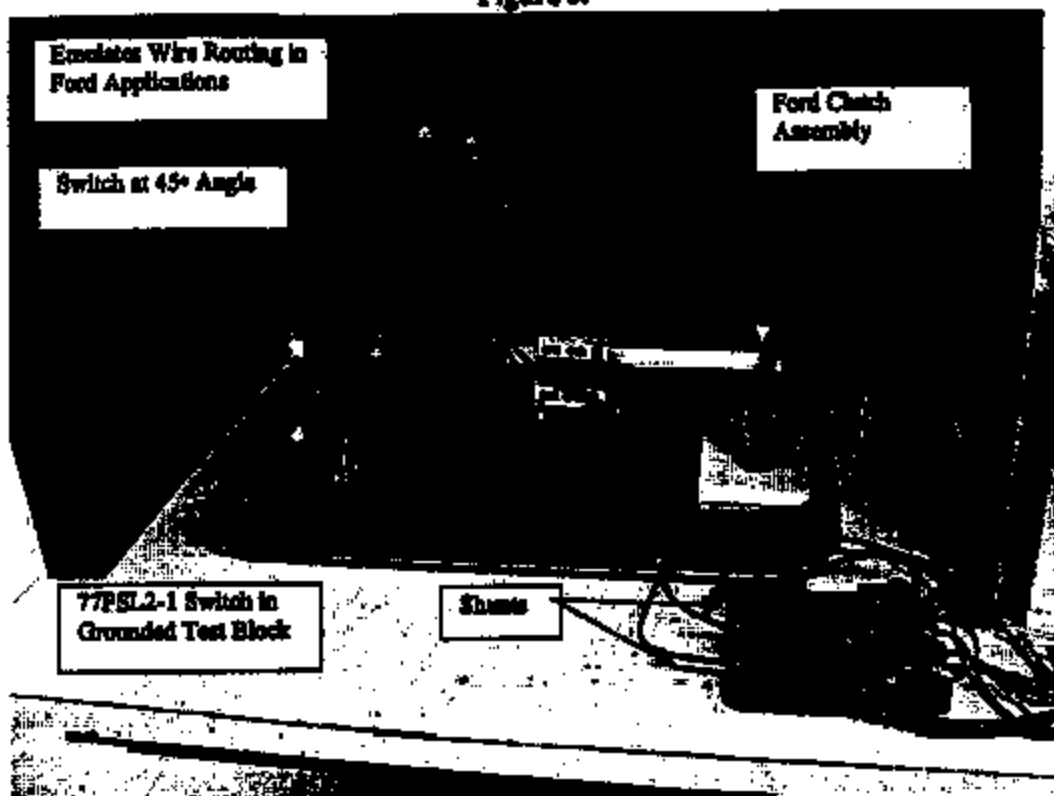 Emulates Wire Routing in
Ford Applications
Ford Clutch
Assembly
Switch at 45° Angle
77PSL2-1 Switch in
Grounded Test Block
Shunts